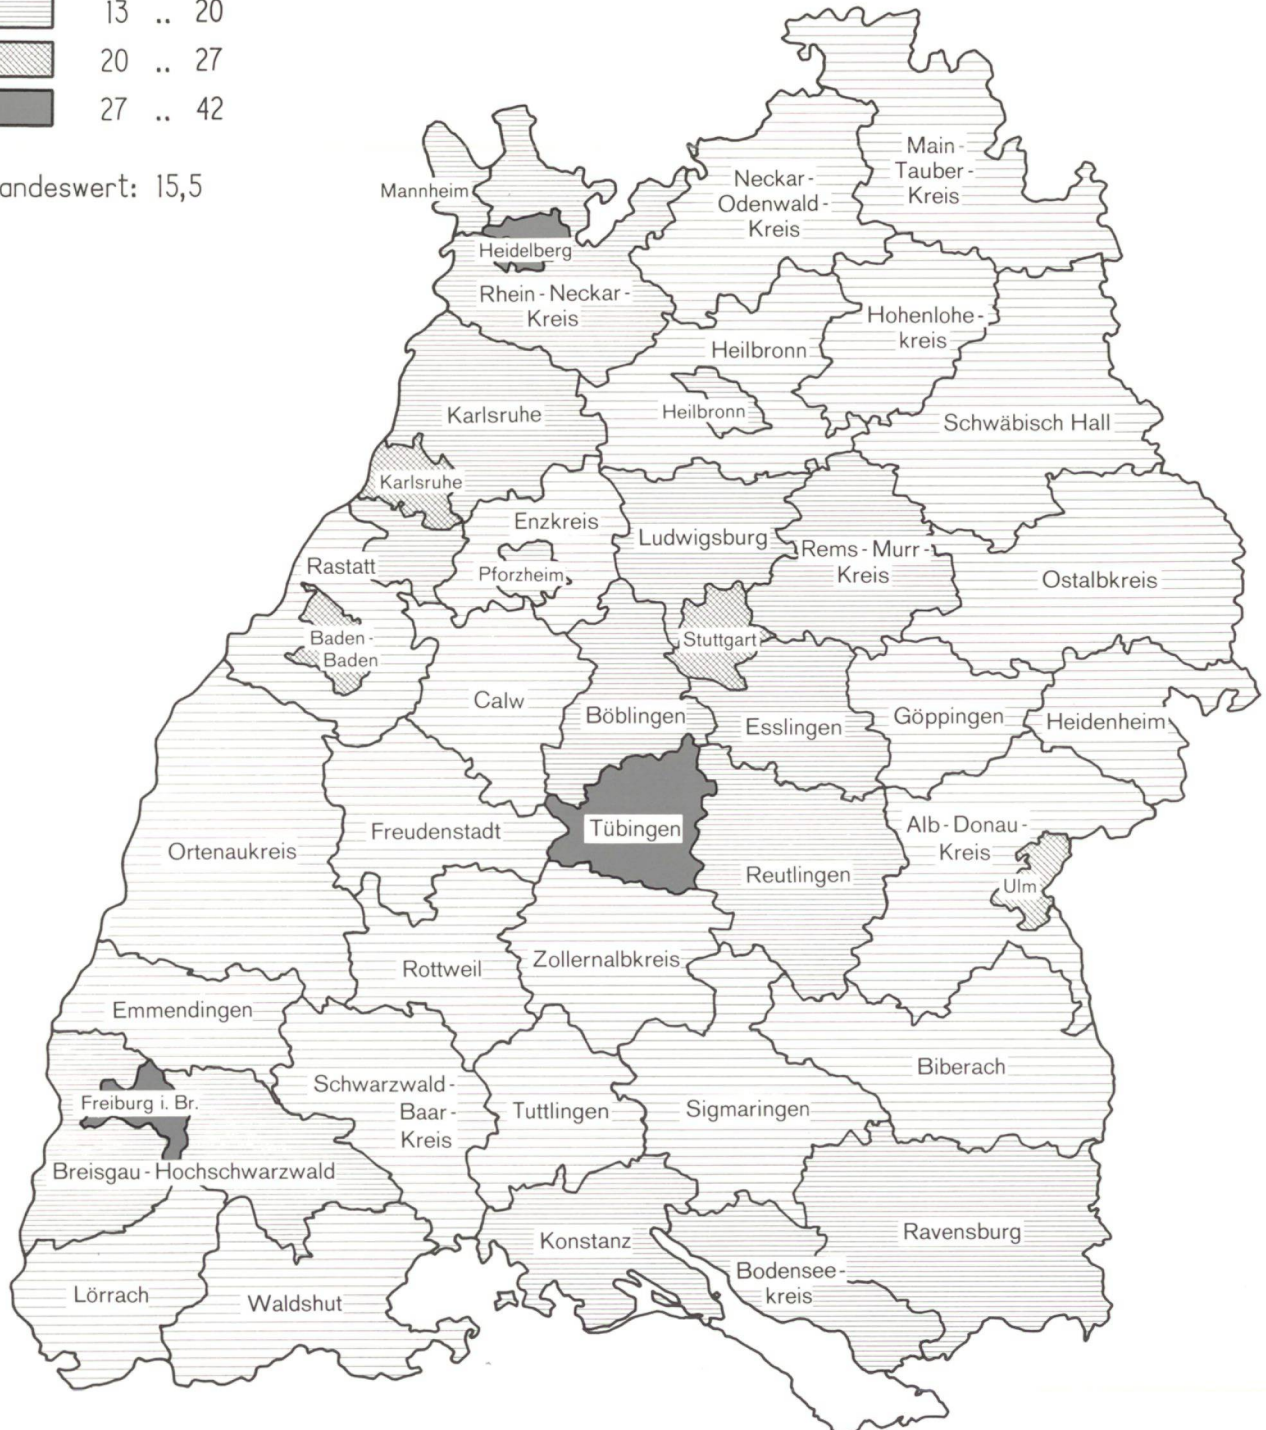 13 .. 20
20 .. 27
27 .. 42
andeswert: 15,5
Main-
Tauber-
Kreis
Mannheim
Neckar-
Odenwald-
Kreis
Heidelberg
Rhein-Neckar-
Kreis
Hohenlohe-
kreis
Heilbronn
Karlsruhe
Heilbronn
Schwäbisch Hall
Karlsruhe
Enzkreis
Ludwigsburg
Rems-Murr-
Kreis
Rastatt
Pforzheim
Ostalbkreis
Baden-
Baden
Stuttgart
Calw
Böblingen
Esslingen
Göppingen
Heidenheim
Ortenaukreis
Freudenstadt
Tübingen
Alb-Donau-
Kreis
Reutlingen
Ulm
Rottweil
Zollernalbkreis
Emmendingen
Biberach
Schwarzwald-
Baar-
Kreis
Freiburg i. Br.
Tuttlingen
Sigmaringen
Breisgau-Hochschwarzwald
Konstanz
Ravensburg
Bodensee-
kreis
Lörrach
Waldshut